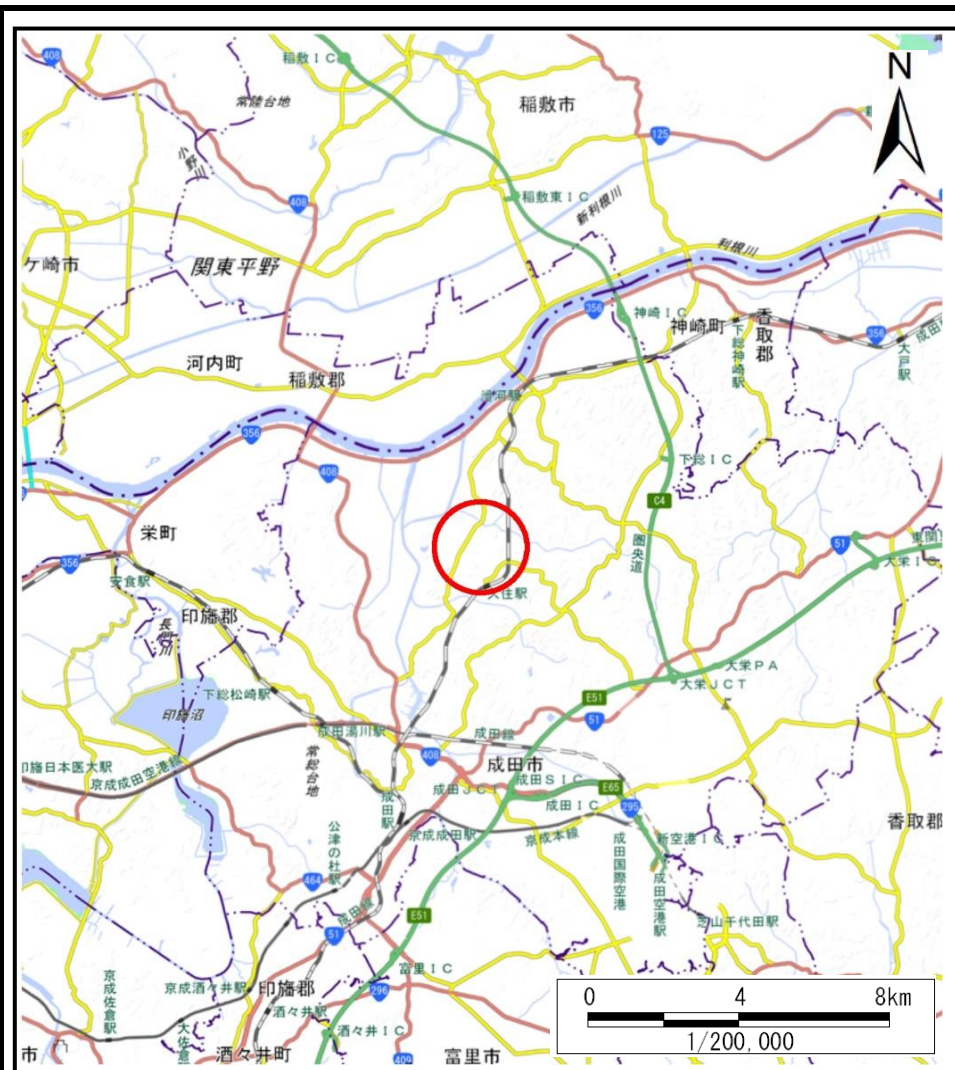 稲敷IC
408
常陸台地
稲敷市
N
小野川
125
408
稲敷東IC
新利根川
利根川
ケ崎市
関東平野
356
神崎IC
神崎町
香取郡
下総神崎駅
356
大戸駅
成田
河内町
稲敷郡
滑河駅
356
408
下総IC
C4
圏央道
栄町
51
大栄IC
356
安食駅
久住駅
印旛郡
長門川
下総松崎駅
大栄PA
大栄JCT
E51
51
印旛沼
成田湯川駅
成田線
408
成田市
印旛日本医大駅
京成成田空港線
常総台地
成田SIC
成田JCT
E65
成田IC
295
成田駅
京成成田駅
京成本線
新空港IC
香取郡
公津の杜駅
成田国際空港
成田空港駅
464
成田線
E51
芝山千代田駅
51
富里IC
京成佐倉駅
京成酒々井駅
印旛郡
296
酒々井駅
大佐倉
酒々井IC
市
酒々井町
409
富里市
0 4 8km
1/200,000